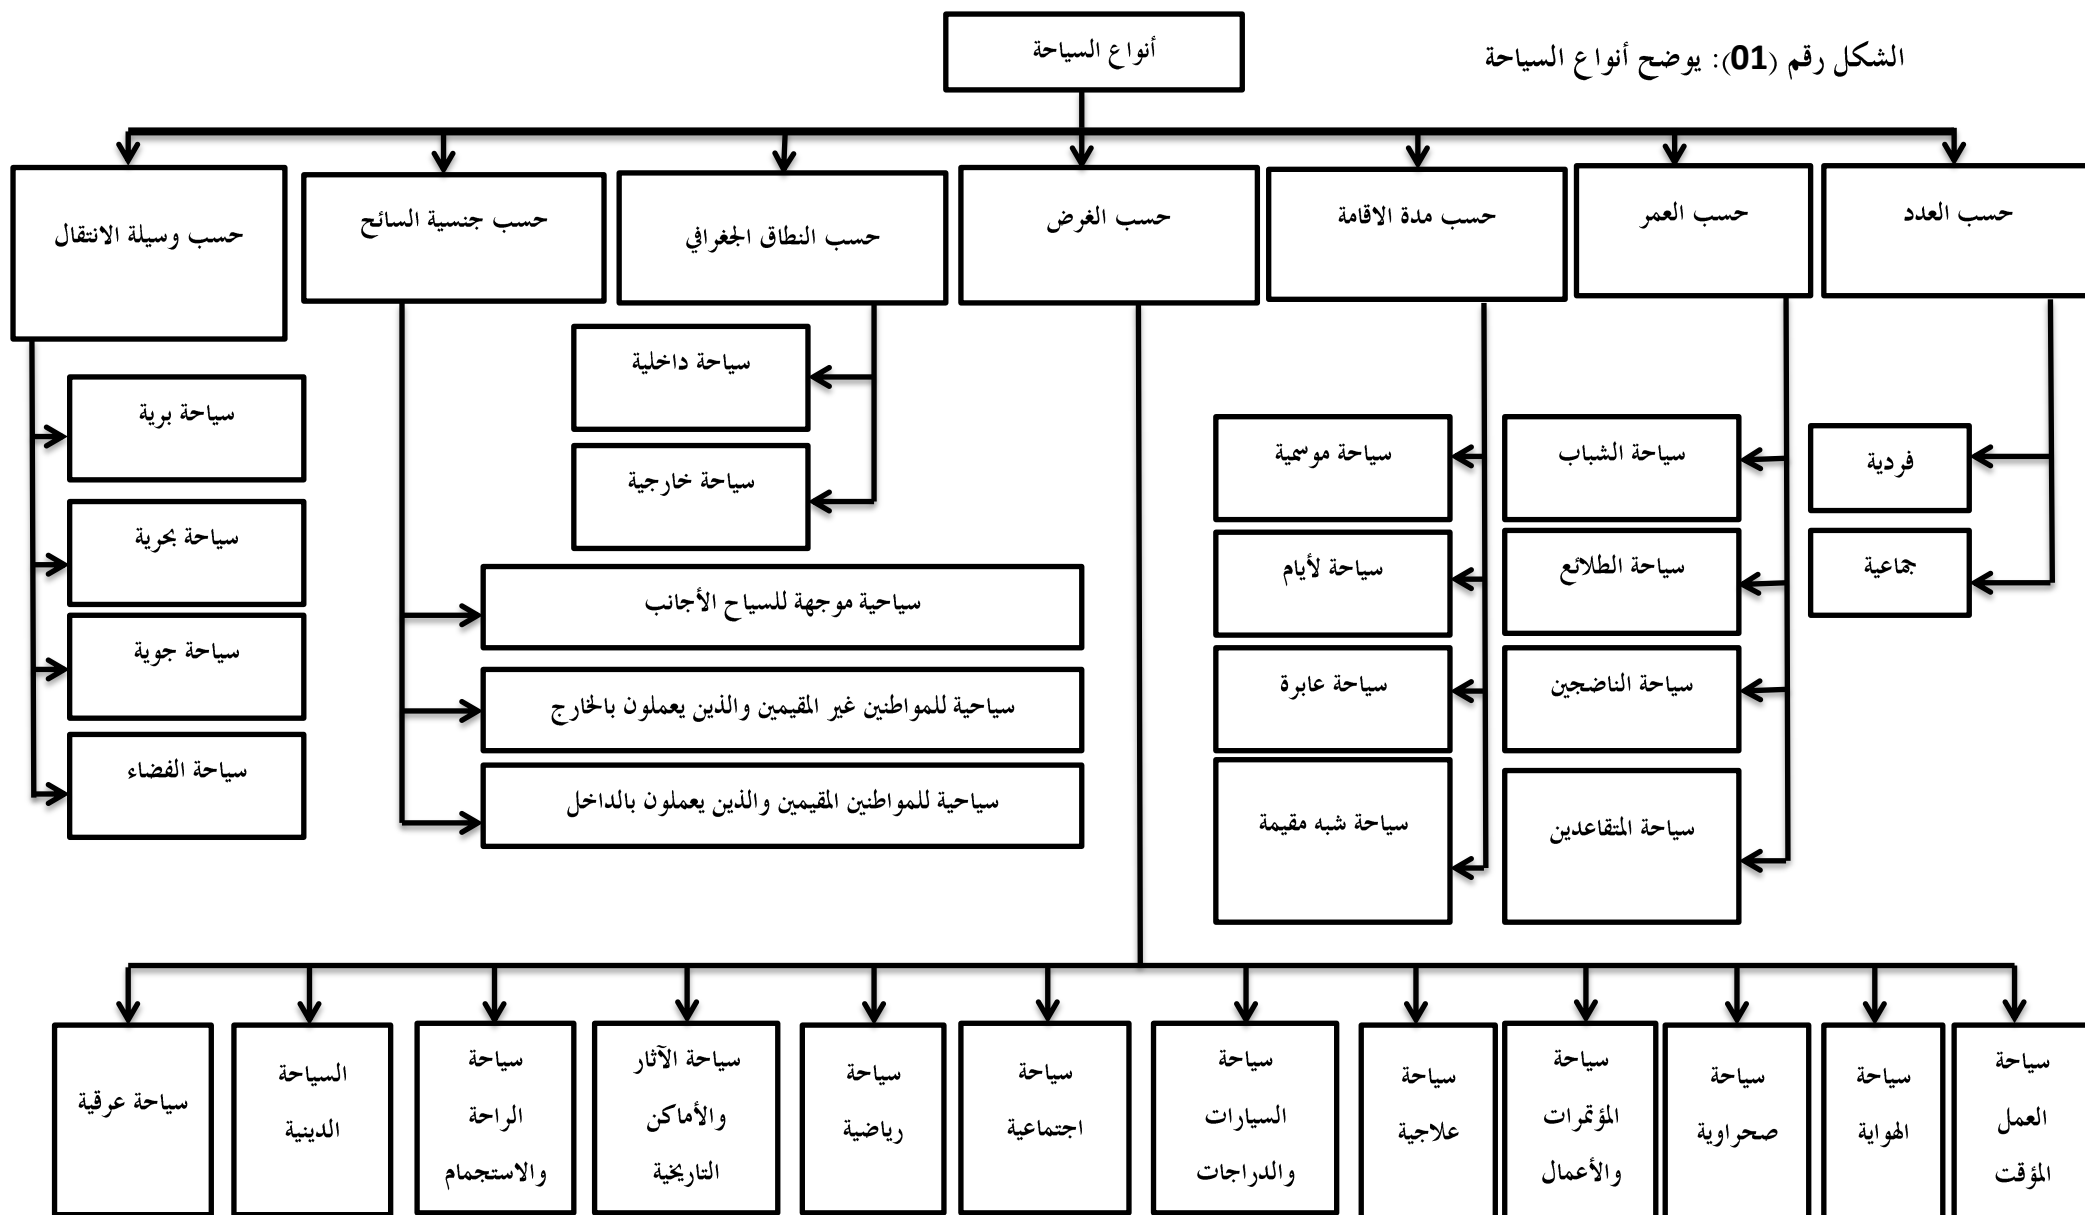 الشكل رقم (01): يوضح أنواع السياحة
أنواع السياحة
حسب العدد
حسب العمر
حسب مدة الاقامة
حسب الغرض
حسب النطاق الجغرافي
حسب جنسية السائح
حسب وسيلة الانتقال
فردية
جماعية
سياحة الشباب
سياحة الطلائع
سياحة الناضجين
سياحة المتقاعدين
سياحة موسمية
سياحة لأيام
سياحة عابرة
سياحة شبه مقيمة
سياحة داخلية
سياحة خارجية
سياحية موجهة للسياح الأجانب
سياحية للمواطنين غير المقيمين والذين يعملون بالخارج
سياحية للمواطنين المقيمين والذين يعملون بالداخل
سياحة برية
سياحة بحرية
سياحة جوية
سياحة الفضاء
سياحة
العمل
المؤقت
سياحة
الهواية
سياحة
صحراوية
سياحة
المؤتمرات
والأعمال
سياحة
علاجية
سياحة
السيارات
والدراجات
سياحة
اجتماعية
سياحة
رياضية
سياحة الآثار
والأماكن
التاريخية
سياحة
الراحة
والاستجمام
السياحة
الدينية
سياحة عرقية